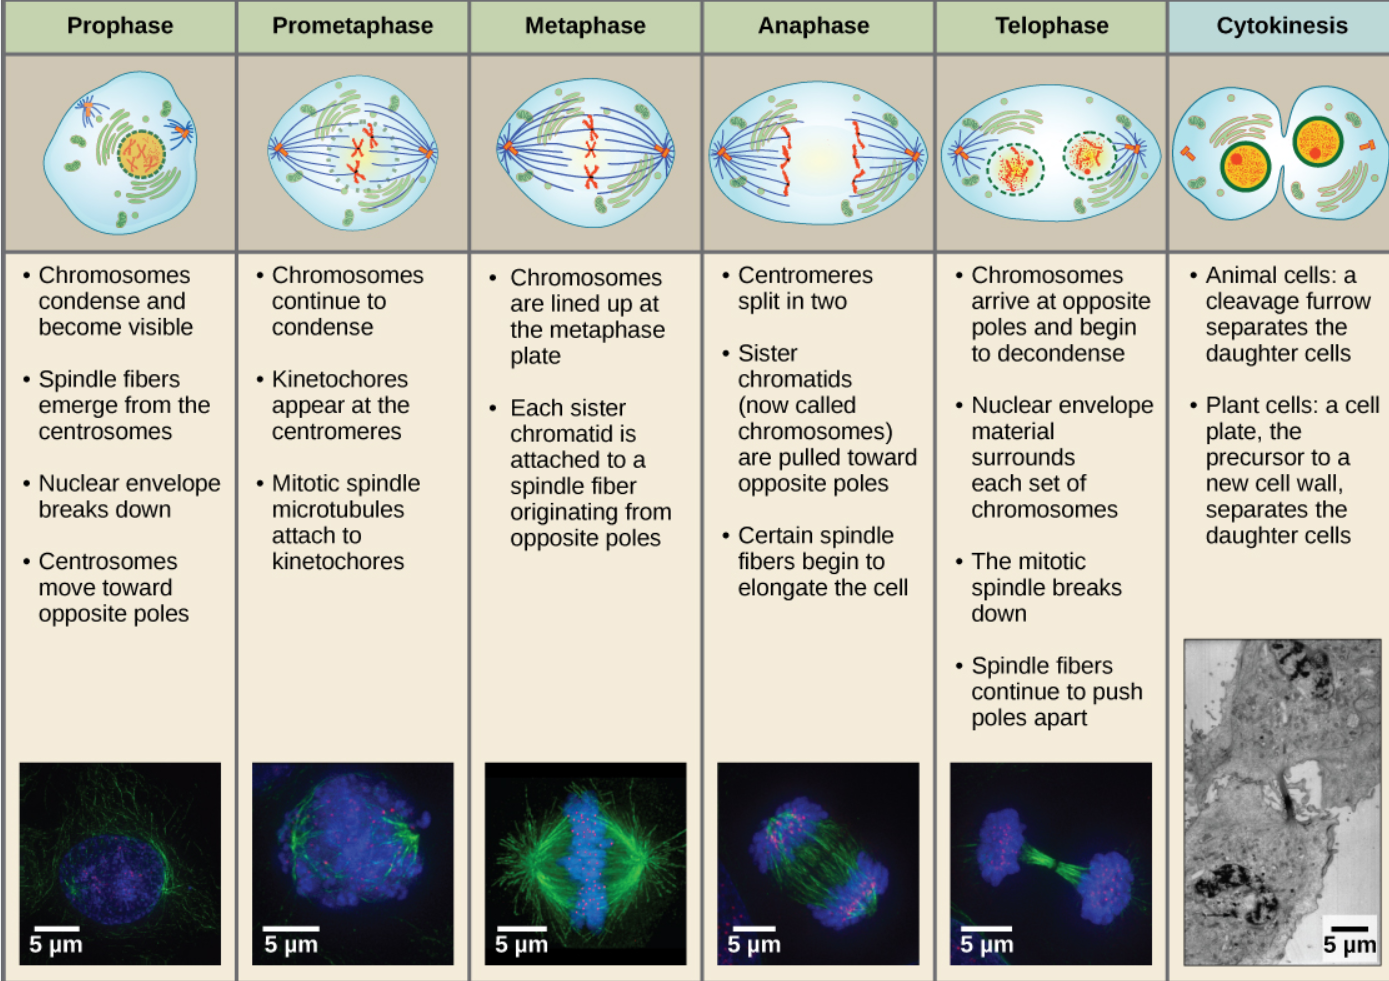 Prophase
Prometaphase
Metaphase
Anaphase
Telophase
Cytokinesis
• Chromosomes
condense and
become visible
• Spindle fibers
emerge from the
centrosomes
• Nuclear envelope
breaks down
• Centrosomes
move toward
opposite poles
• Chromosomes
continue to
condense
• Kinetochores
appear at the
centromeres
• Mitotic spindle
microtubules
attach to
kinetochores
• Chromosomes
are lined up at
the metaphase
plate
• Each sister
chromatid is
attached to a
spindle fiber
originating from
opposite poles
• Centromeres
split in two
• Sister
chromatids
(now called
chromosomes)
are pulled toward
opposite poles
• Certain spindle
fibers begin to
elongate the cell
• Chromosomes
arrive at opposite
poles and begin
to decondense
• Nuclear envelope
material
surrounds
each set of
chromosomes
• The mitotic
spindle breaks
down
• Spindle fibers
continue to push
poles apart
• Animal cells: a
cleavage furrow
separates the
daughter cells
• Plant cells: a cell
plate, the
precursor to a
new cell wall,
separates the
daughter cells
5 µm
5 µm
5 µm
5 µm
5 µm
5 µm